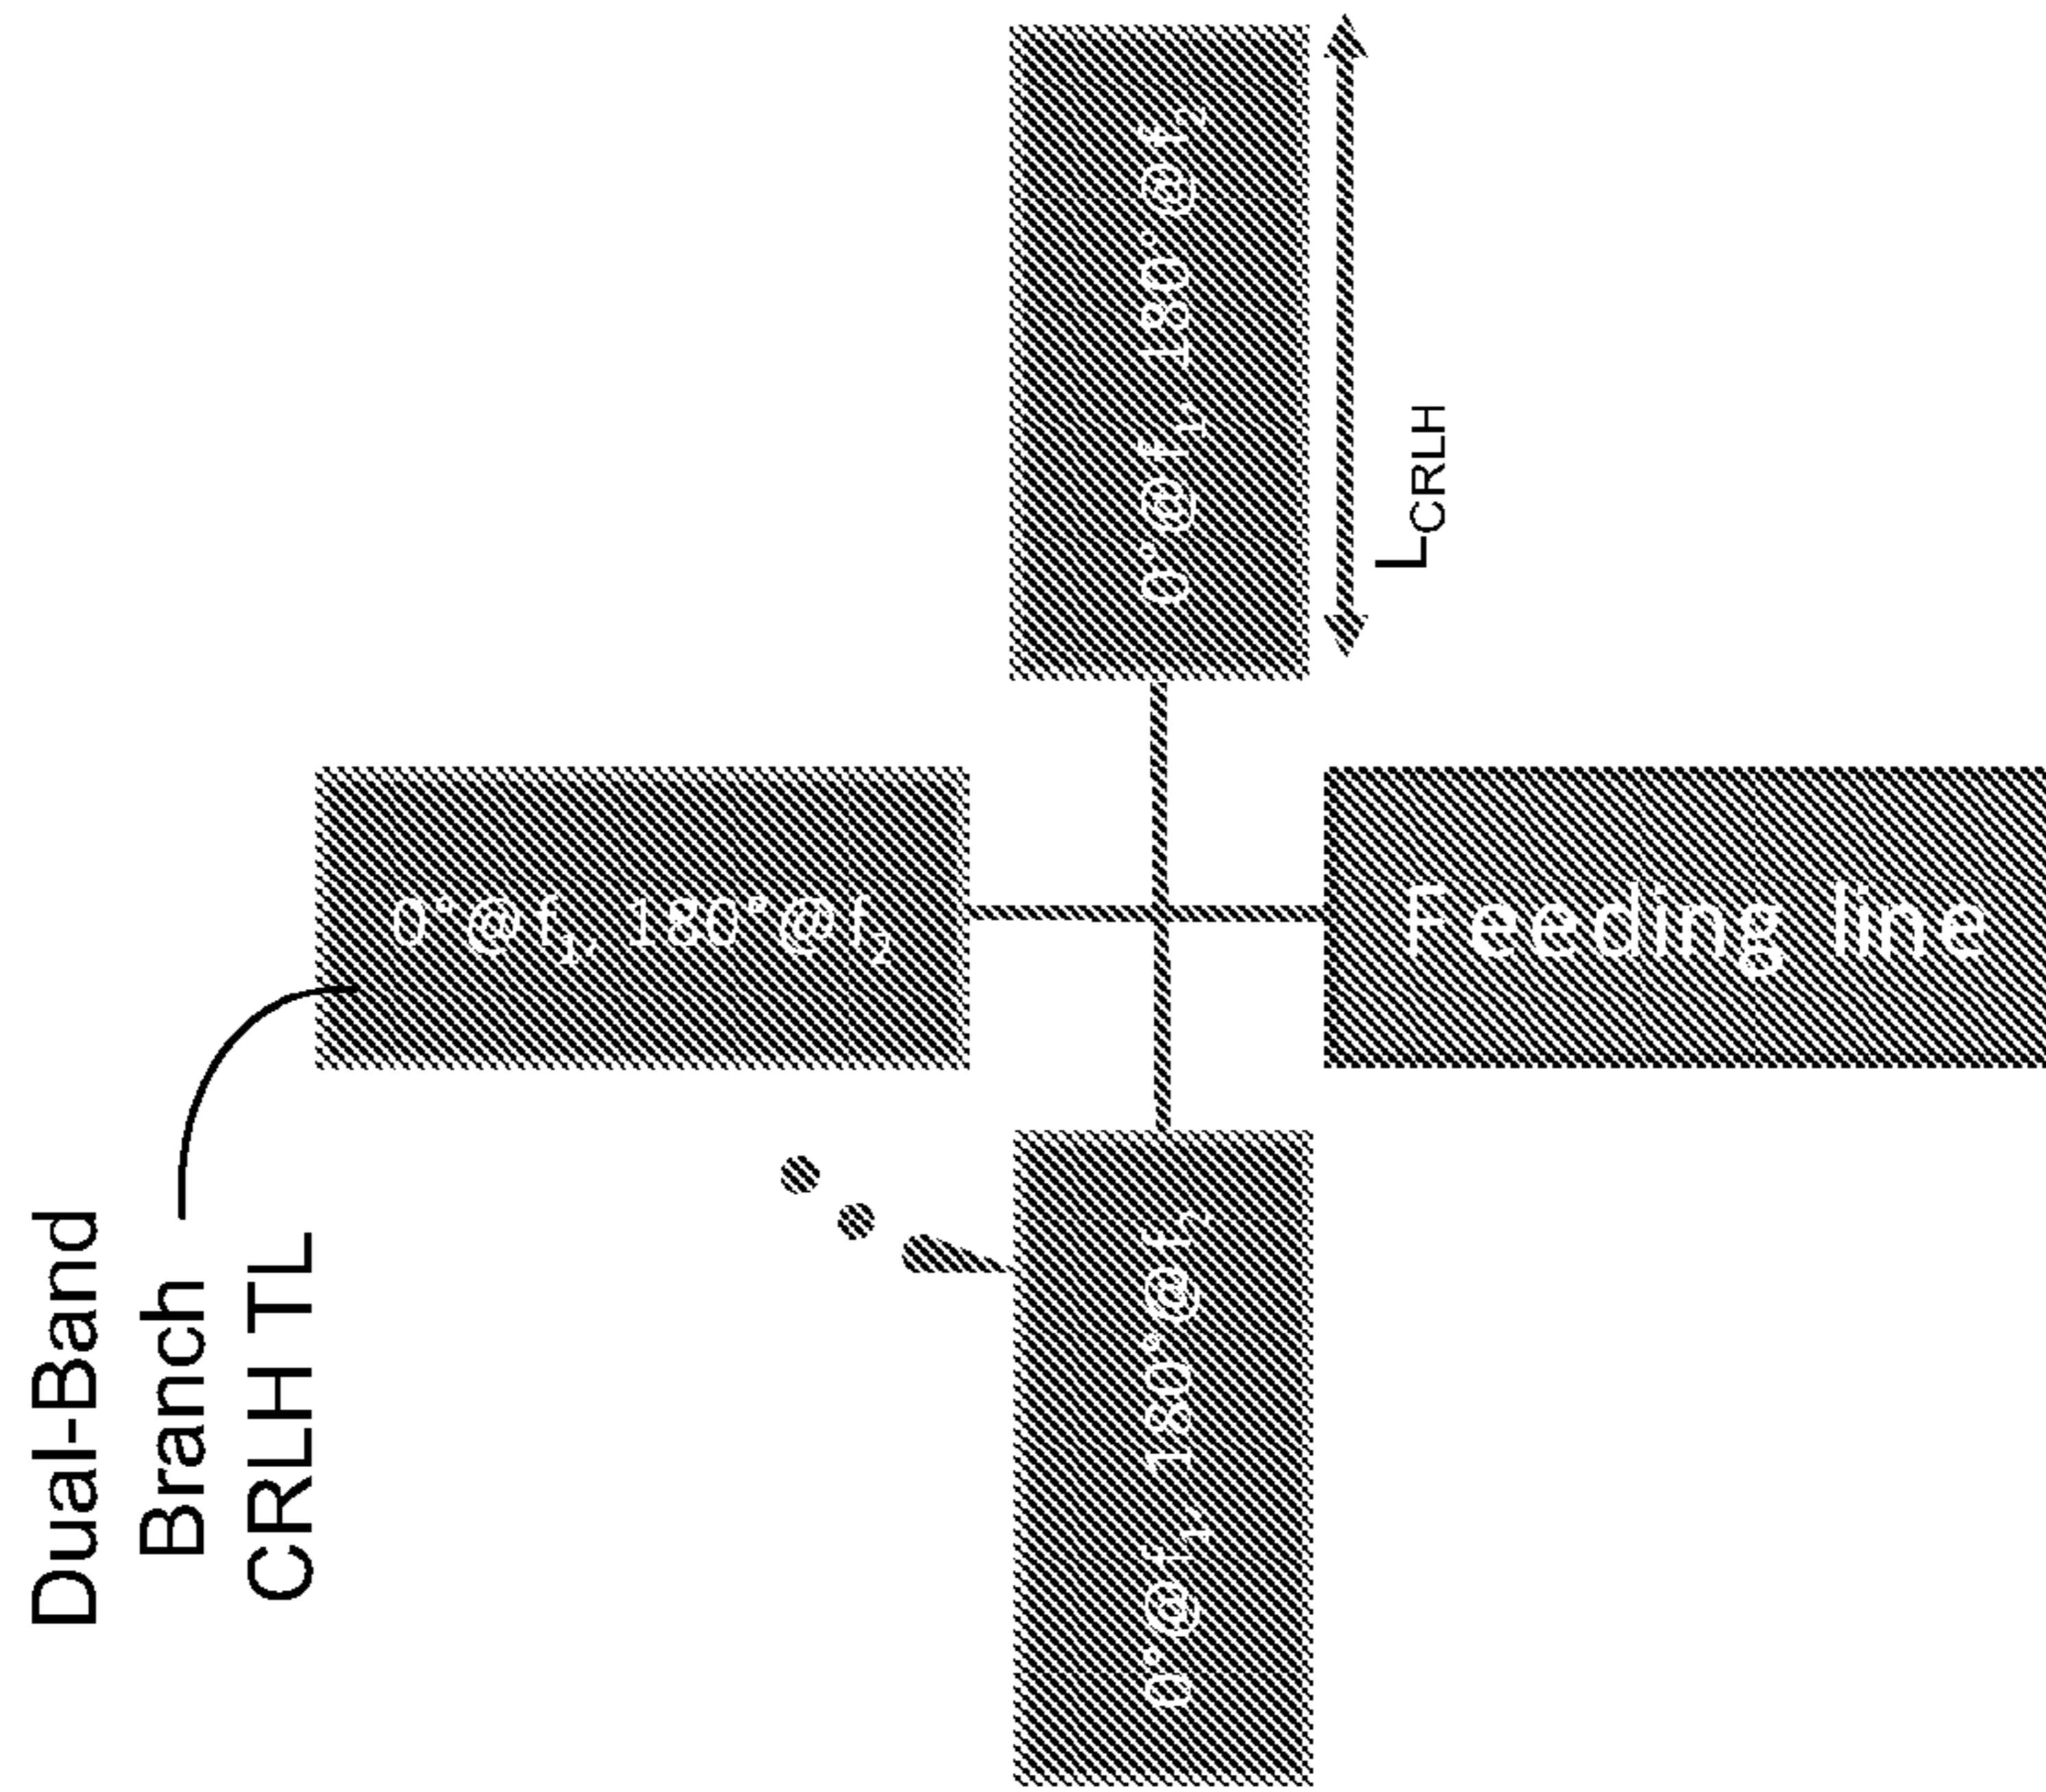 Dual-Band
Branch
CRLH TL
0°@f₁, 180°@f₂
0°@f₁, 180°@f₂
0°@f₁, 180°@f₂
L_CRLH
Feeding line